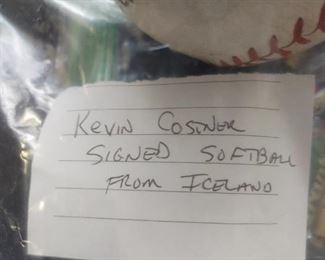 Kevin Costner
Signed Softball
From Iceland